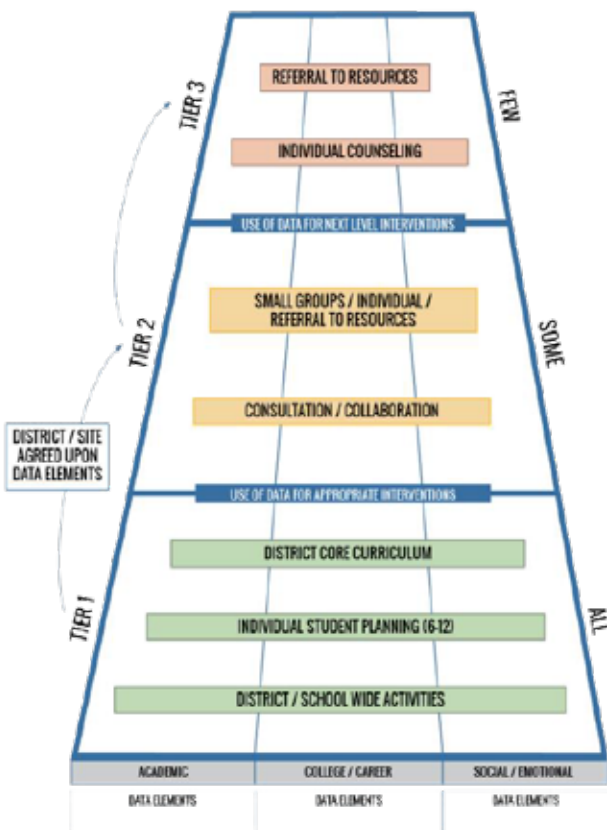 TIER 3
REFERRAL TO RESOURCES
FEW
INDIVIDUAL COUNSELING
USE OF DATA FOR NEXT LEVEL INTERVENTIONS
TIER 2
SMALL GROUPS / INDIVIDUAL /
REFERRAL TO RESOURCES
SOME
CONSULTATION / COLLABORATION
DISTRICT / SITE
AGREED UPON
DATA ELEMENTS
USE OF DATA FOR APPROPRIATE INTERVENTIONS
TIER 1
DISTRICT CORE CURRICULUM
ALL
INDIVIDUAL STUDENT PLANNING (6-12)
DISTRICT / SCHOOL WIDE ACTIVITIES
ACADEMIC
COLLEGE / CAREER
SOCIAL / EMOTIONAL
DATA ELEMENTS
DATA ELEMENTS
DATA ELEMENTS